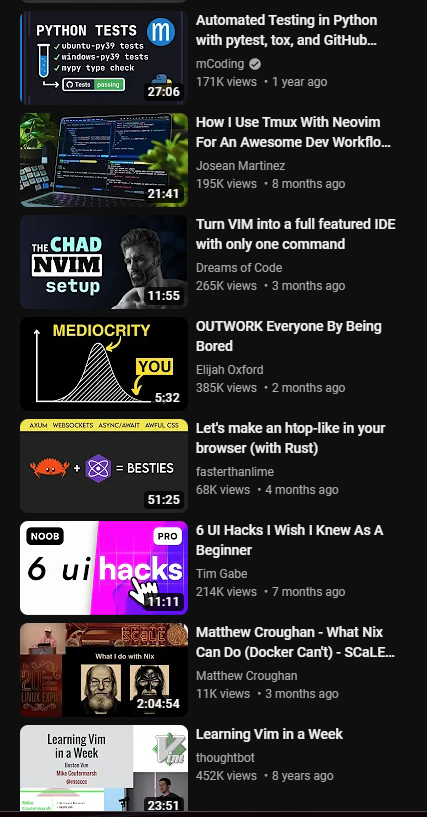 PYTHON TESTS
✓ubuntu-py39 tests
✓windows-py39 tests
✓mypy type check
Tests passing
27:06
Automated Testing in Python
with pytest, tox, and GitHub...
mCoding
171K views • 1 year ago
21:41
How I Use Tmux With Neovim
For An Awesome Dev Workflo...
Josean Martinez
195K views • 8 months ago
THE CHAD
NVIM
setup
11:55
Turn VIM into a full featured IDE
with only one command
Dreams of Code
265K views • 3 months ago
MEDIOCRITY
YOU
5:32
OUTWORK Everyone By Being
Bored
Elijah Oxford
385K views • 2 months ago
AXUM WEBSOCKETS ASYNC/AWAIT AWFUL CSS
+ = BESTIES
51:25
Let's make an htop-like in your
browser (with Rust)
fasterthanlime
68K views • 4 months ago
NOOB
PRO
6 ui hacks
11:11
6 UI Hacks I Wish I Knew As A
Beginner
Tim Gabe
214K views • 7 months ago
SCALE
What I do with Nix
20
LINUX EXPO
2:04:54
Matthew Croughan - What Nix
Can Do (Docker Can't) - SCaLE...
Matthew Croughan
11K views • 3 months ago
Learning Vim
in a Week
Boston Vim
Mike Coutermarsh
@mscccc
Vim
23:51
Learning Vim in a Week
thoughtbot
452K views • 8 years ago